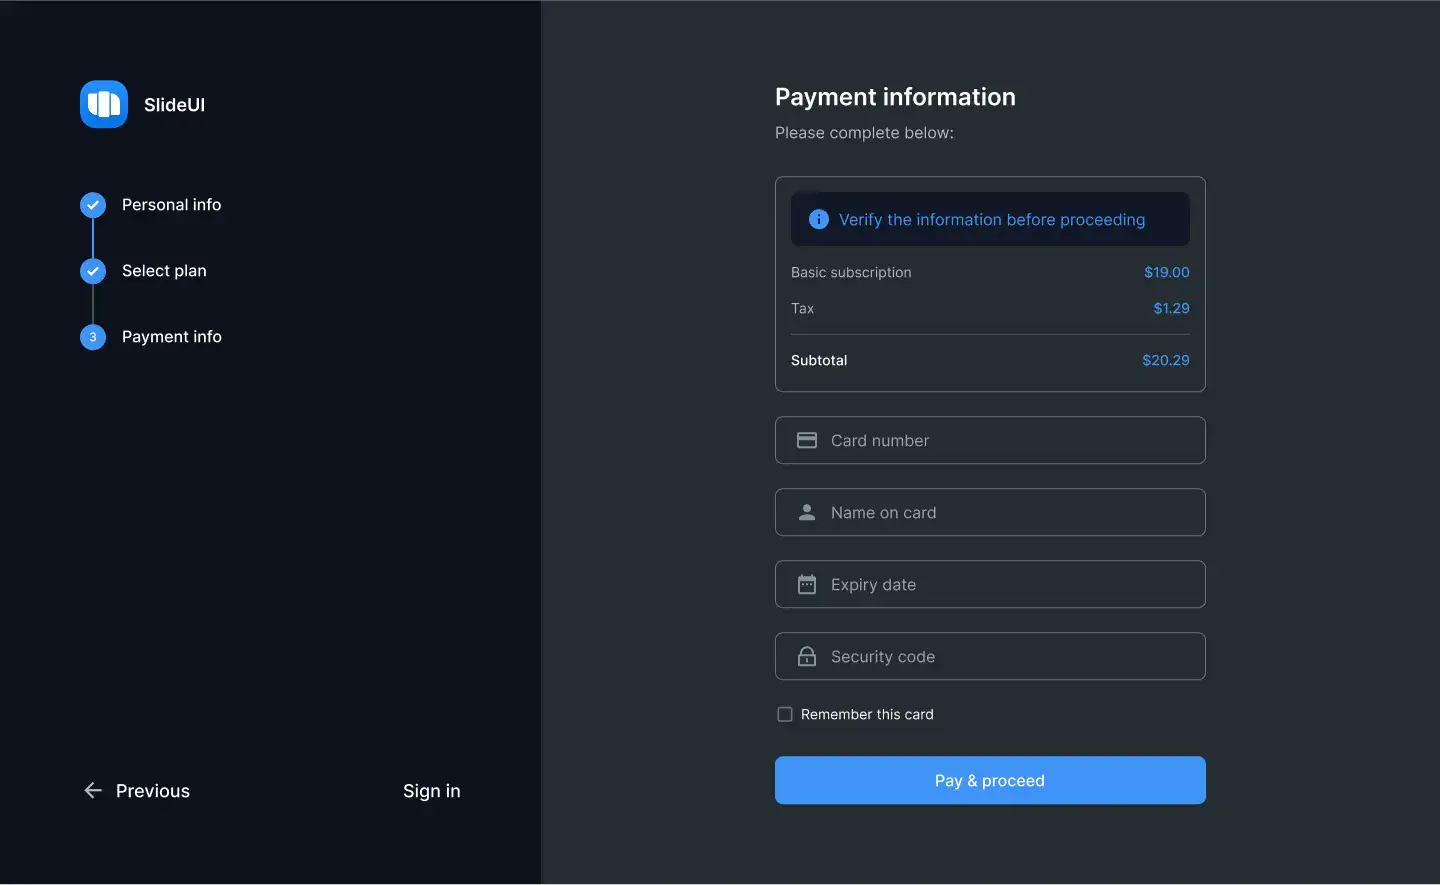 SlideUI
Personal info
Select plan
3 Payment info
Previous
Sign in
Payment information
Please complete below:
Verify the information before proceeding
Basic subscription $19.00
Tax $1.29
Subtotal $20.29
Card number
Name on card
Expiry date
Security code
Remember this card
Pay & proceed